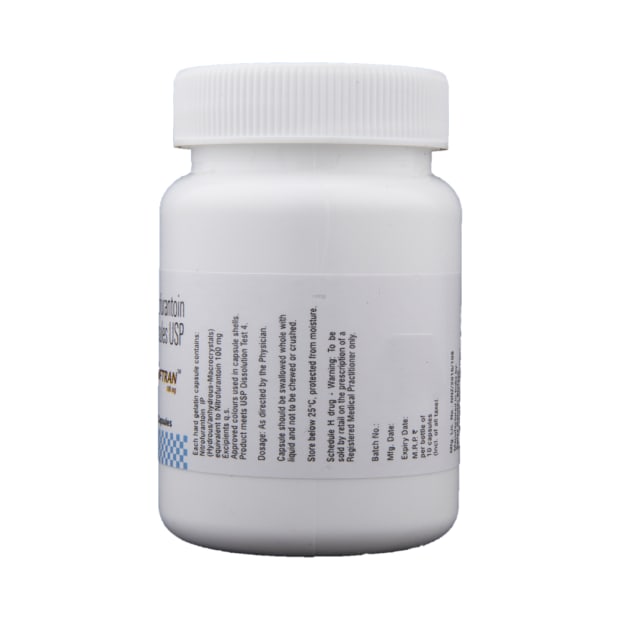 USP
TRAN™
100 mg
Each hard gelatin capsule contains:
Nitrofurantoin IP
(Hydrous/anhydrous-Macrocrystals)
equivalent to Nitrofurantoin 100 mg
Excipients q.s.
Approved colours used in capsule shells.
Product meets USP Dissolution Test 4.
Dosage: As directed by the Physician.
Capsule should be swallowed whole with
liquid and not to be chewed or crushed.
Store below 25°C, protected from moisture.
Schedule H drug - Warning: To be
sold by retail on the prescription of a
Registered Medical Practitioner only.
Batch No.:
Mfg. Date:
Expiry Date:
M.R.P. ₹
per bottle of
10 capsules
(Incl. of all taxes)